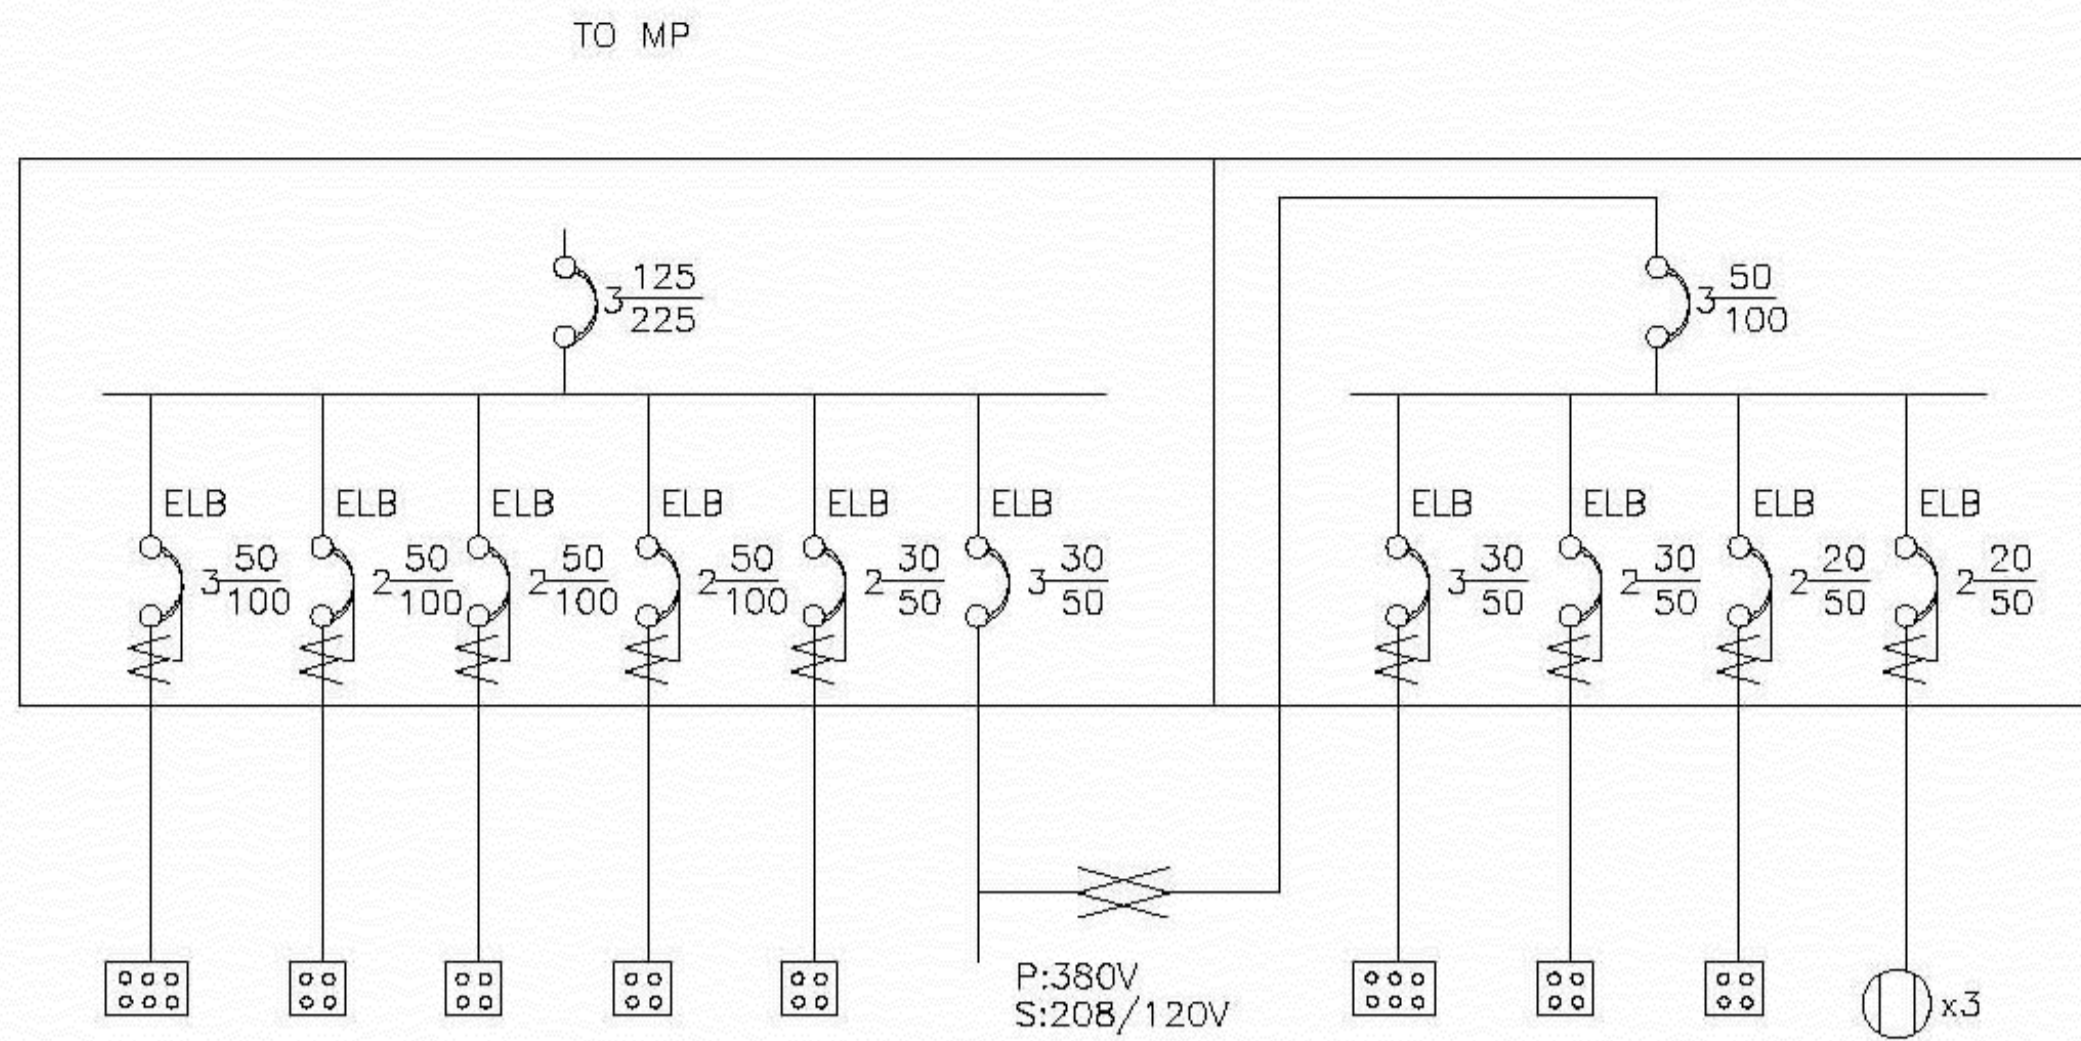 TO MP
3 125/225
3 50/100
ELB
ELB
ELB
ELB
ELB
ELB
ELB
ELB
ELB
ELB
3 50/100
2 50/100
2 50/100
2 50/100
2 30/50
3 30/50
3 30/50
2 30/50
2 20/50
2 20/50
P:380V
S:208/120V
x3